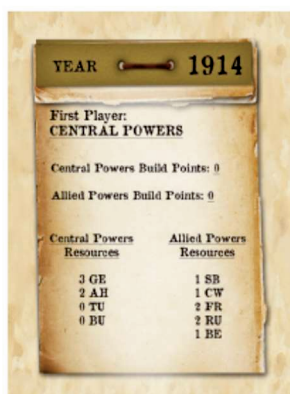 YEAR 1914
First Player:
CENTRAL POWERS
Central Powers Build Points: 0
Allied Powers Build Points: 0
Central Powers Allied Powers
Resources Resources
3 GE 1 SB
2 AH 1 CW
0 TU 2 FR
0 BU 2 RU
1 BE